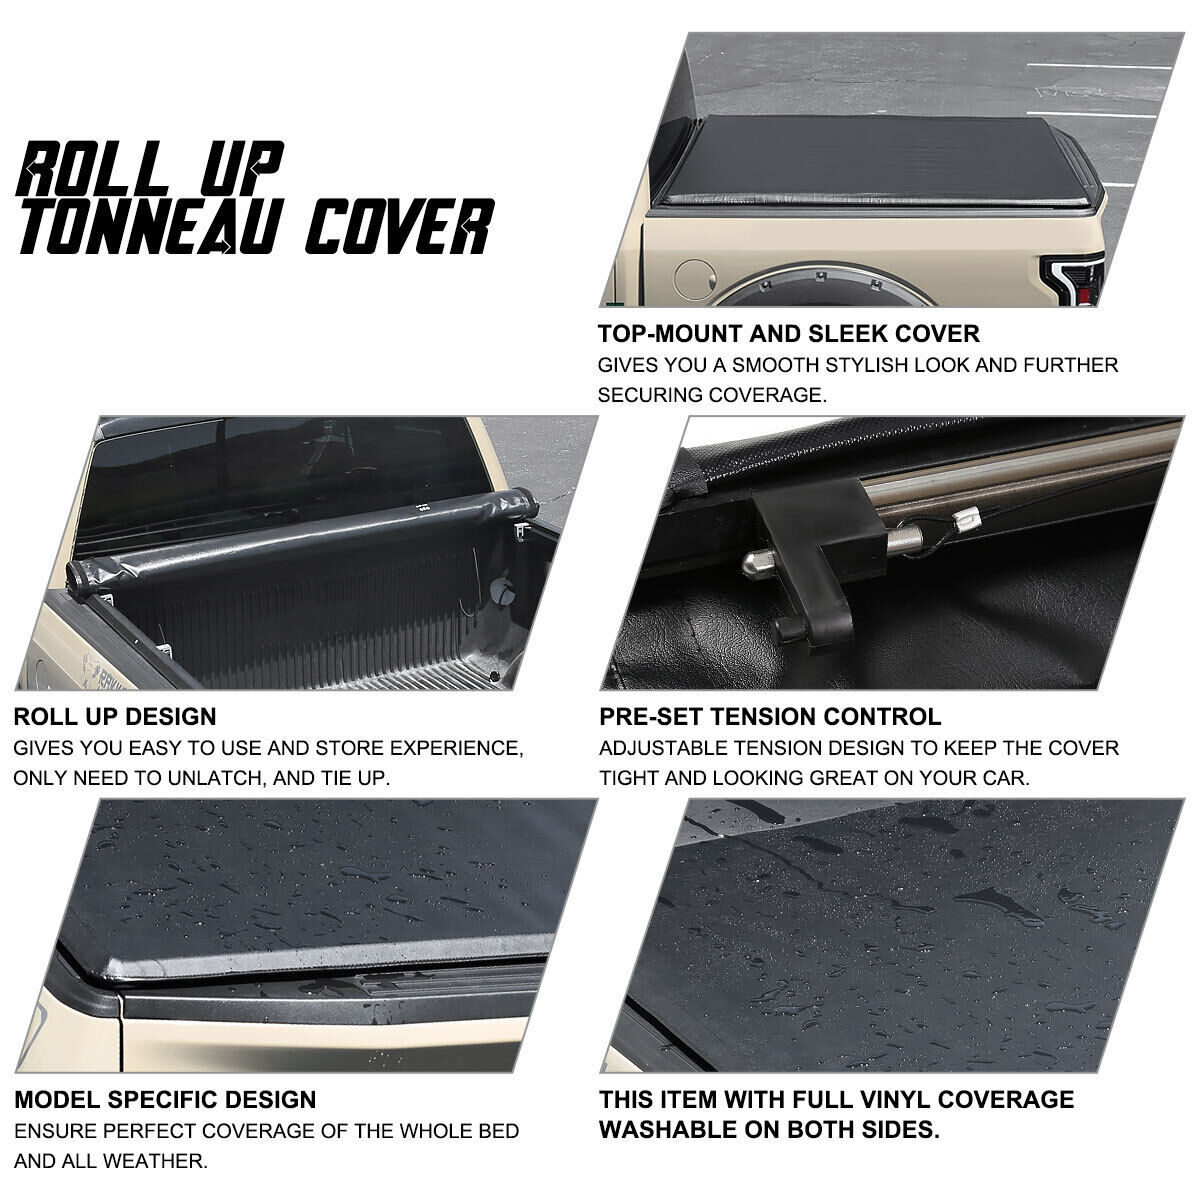 ROLL UP
TONNEAU COVER
TOP-MOUNT AND SLEEK COVER
GIVES YOU A SMOOTH STYLISH LOOK AND FURTHER
SECURING COVERAGE.
ROLL UP DESIGN
GIVES YOU EASY TO USE AND STORE EXPERIENCE,
ONLY NEED TO UNLATCH, AND TIE UP.
PRE-SET TENSION CONTROL
ADJUSTABLE TENSION DESIGN TO KEEP THE COVER
TIGHT AND LOOKING GREAT ON YOUR CAR.
MODEL SPECIFIC DESIGN
ENSURE PERFECT COVERAGE OF THE WHOLE BED
AND ALL WEATHER.
THIS ITEM WITH FULL VINYL COVERAGE
WASHABLE ON BOTH SIDES.